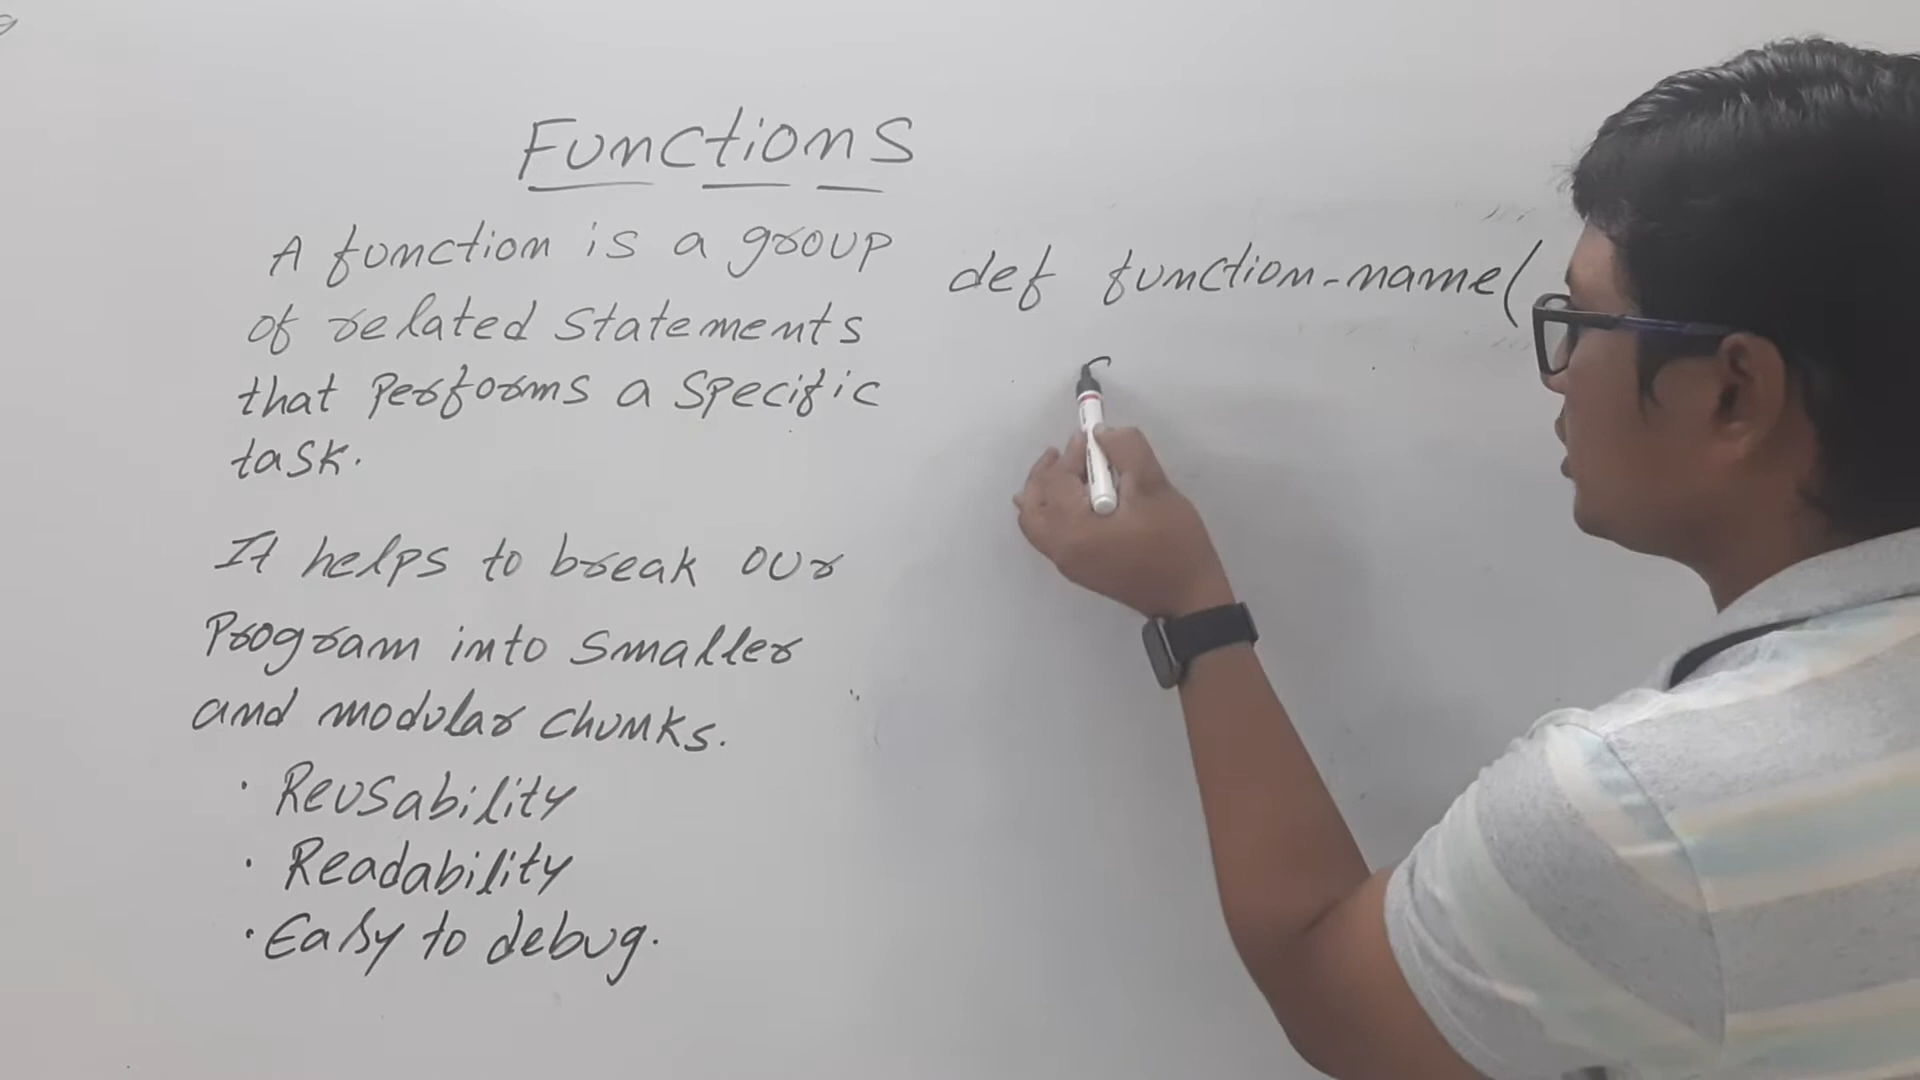 Functions
A function is a group
of related statements
that performs a specific
task.
It helps to break our
Program into smaller
and modular chunks.
· Reusability
· Readability
· Easy to debug.
def function-name(